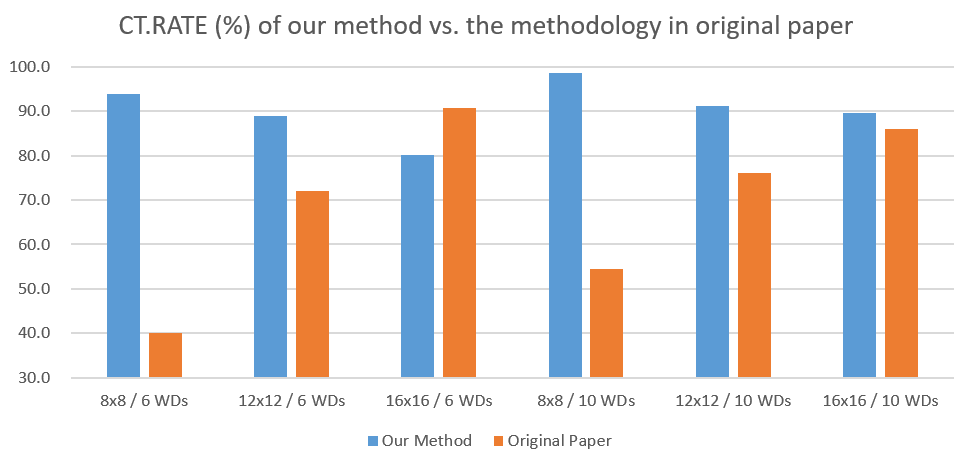 CT.RATE (%) of our method vs. the methodology in original paper
100.0
90.0
80.0
70.0
60.0
50.0
40.0
30.0
8x8 / 6 WDs 12x12 / 6 WDs 16x16 / 6 WDs 8x8 / 10 WDs 12x12 / 10 WDs 16x16 / 10 WDs
Our Method Original Paper